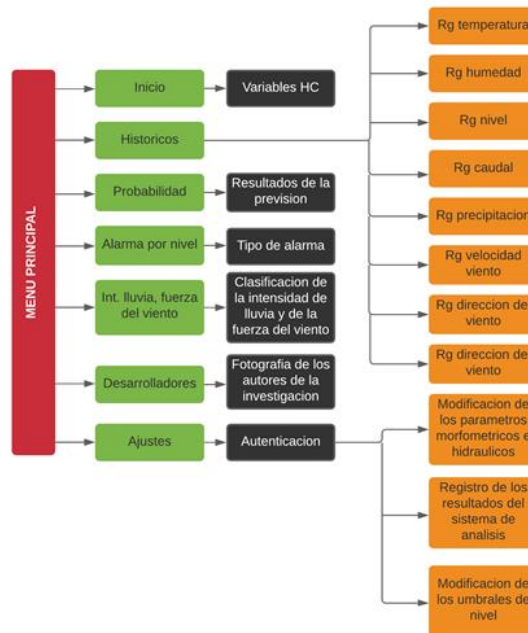 MENU PRINCIPAL
Inicio
Variables HC
Historicos
Rg temperatura
Rg humedad
Rg nivel
Rg caudal
Rg precipitacion
Rg velocidad
viento
Rg direccion de
viento
Rg direccion de
viento
Probabilidad
Resultados de la
prevision
Alarma por nivel
Tipo de alarma
Int. lluvia, fuerza
del viento
Clasificacion de
la intensidad de
lluvia y de la
fuerza del viento
Desarrolladores
Fotografia de los
autores de la
investigacion
Ajustes
Autenticacion
Modificacion de
los parametros
morfometricos e
hidraulicos
Registro de los
resultados del
sistema de
analisis
Modificacion de
los umbrales de
nivel